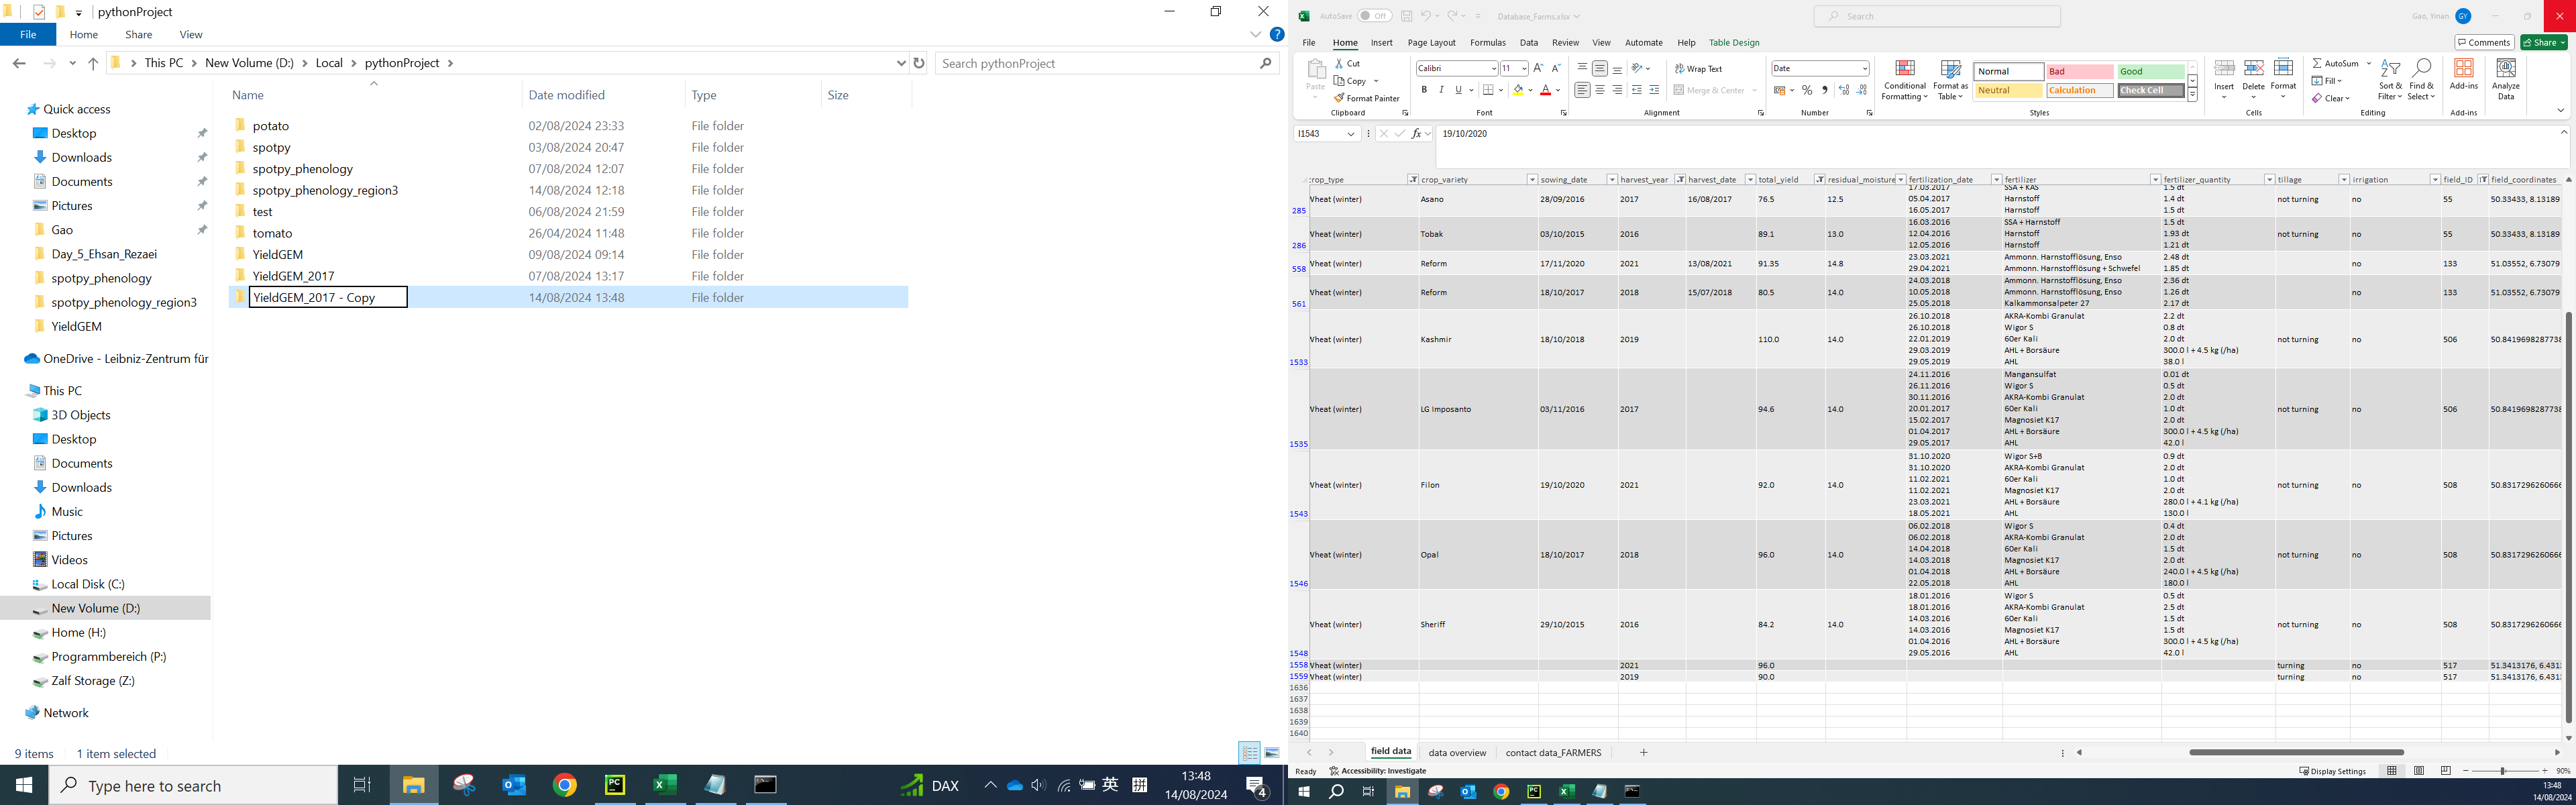 pythonProject
File Home Share View
This PC New Volume (D:) Local pythonProject
Search pythonProject
Name Date modified Type Size
potato 02/08/2024 23:33 File folder
spotpy 03/08/2024 20:47 File folder
spotpy_phenology 07/08/2024 12:07 File folder
spotpy_phenology_region3 14/08/2024 12:18 File folder
test 06/08/2024 21:59 File folder
tomato 26/04/2024 11:48 File folder
YieldGEM 09/08/2024 09:14 File folder
YieldGEM_2017 07/08/2024 13:17 File folder
YieldGEM_2017 - Copy 14/08/2024 13:48 File folder
Quick access
Desktop
Downloads
Documents
Pictures
Gao
Day_5_Ehsan_Rezaei
spotpy_phenology
spotpy_phenology_region3
YieldGEM
OneDrive - Leibniz-Zentrum für
This PC
3D Objects
Desktop
Documents
Downloads
Music
Pictures
Videos
Local Disk (C:)
New Volume (D:)
Home (H:)
Programmbereich (P:)
Zalf Storage (Z:)
Network
9 items 1 item selected
Type here to search
DAX
英 拼
13:48
14/08/2024
4
AutoSave Off Database_Farms.xlsx Search Gao, Yinan GY
File Home Insert Page Layout Formulas Data Review View Automate Help Table Design Comments Share
Paste Cut Copy Format Painter Clipboard
Calibri 11 B I U Font
Wrap Text Merge & Center Alignment
Date Number
Conditional Formatting Format as Table
Normal Bad Good
Neutral Calculation Check Cell
Styles
Insert Delete Format Cells
AutoSum Fill Clear Sort & Filter Find & Select Editing
Add-ins Add-ins
Analyze Data
I1543 fx 19/10/2020
crop_type crop_variety sowing_date harvest_year harvest_date total_yield residual_moisture fertilization_date fertilizer fertilizer_quantity tillage irrigation field_ID field_coordinates
17.03.2017 SSA + KAS 1.5 dt
285 Wheat (winter) Asano 28/09/2016 2017 16/08/2017 76.5 12.5 05.04.2017 Harnstoff 1.4 dt not turning no 55 50.33433, 8.13189
16.05.2017 Harnstoff 1.5 dt
16.03.2016 SSA + Harnstoff 1.5 dt
286 Wheat (winter) Tobak 03/10/2015 2016 89.1 13.0 12.04.2016 Harnstoff 1.93 dt not turning no 55 50.33433, 8.13189
12.05.2016 Harnstoff 1.21 dt
558 Wheat (winter) Reform 17/11/2020 2021 13/08/2021 91.35 14.8 23.03.2021 Ammonn. Harnstofflösung, Enso 2.48 dt no 133 51.03552, 6.73079
29.04.2021 Ammonn. Harnstofflösung + Schwefel 1.85 dt
24.03.2018 Ammonn. Harnstofflösung, Enso 2.36 dt
561 Wheat (winter) Reform 18/10/2017 2018 15/07/2018 80.5 14.0 10.05.2018 Ammonn. Harnstofflösung, Enso 1.26 dt no 133 51.03552, 6.73079
25.05.2018 Kalkammonsalpeter 27 2.17 dt
26.10.2018 AKRA-Kombi Granulat 2.2 dt
26.10.2018 Wigor S 0.8 dt
1533 Wheat (winter) Kashmir 18/10/2018 2019 110.0 14.0 22.01.2019 60er Kali 2.0 dt not turning no 506 50.8419698287738
29.03.2019 AHL + Borsäure 300.0 l + 4.5 kg (/ha)
29.05.2019 AHL 38.0 l
24.11.2016 Mangansulfat 0.01 dt
26.11.2016 Wigor S 0.5 dt
30.11.2016 AKRA-Kombi Granulat 2.0 dt
1535 Wheat (winter) LG Imposanto 03/11/2016 2017 94.6 14.0 20.01.2017 60er Kali 1.0 dt not turning no 506 50.8419698287738
15.02.2017 Magnosiet K17 2.0 dt
01.04.2017 AHL + Borsäure 300.0 l + 4.5 kg (/ha)
29.05.2017 AHL 42.0 l
31.10.2020 Wigor S+B 0.9 dt
31.10.2020 AKRA-Kombi Granulat 2.0 dt
1543 Wheat (winter) Filon 19/10/2020 2021 92.0 14.0 11.02.2021 60er Kali 1.0 dt not turning no 508 50.8317296260666
11.02.2021 Magnosiet K17 2.0 dt
23.03.2021 AHL + Borsäure 280.0 l + 4.1 kg (/ha)
18.05.2021 AHL 130.0 l
06.02.2018 Wigor S 0.4 dt
06.02.2018 AKRA-Kombi Granulat 2.0 dt
1546 Wheat (winter) Opal 18/10/2017 2018 96.0 14.0 14.04.2018 60er Kali 1.5 dt not turning no 508 50.8317296260666
14.03.2018 Magnosiet K17 2.0 dt
01.04.2018 AHL + Borsäure 240.0 l + 4.5 kg (/ha)
22.05.2018 AHL 180.0 l
18.01.2016 Wigor S 0.5 dt
18.01.2016 AKRA-Kombi Granulat 2.5 dt
14.03.2016 60er Kali 1.5 dt
1548 Wheat (winter) Sheriff 29/10/2015 2016 84.2 14.0 14.03.2016 Magnosiet K17 1.5 dt not turning no 508 50.8317296260666
01.04.2016 AHL + Borsäure 300.0 l + 4.5 kg (/ha)
29.05.2016 AHL 42.0 l
1558 Wheat (winter) 2021 96.0 turning no 517 51.3413176, 6.4313
1559 Wheat (winter) 2019 90.0 turning no 517 51.3413176, 6.4313
1636
1637
1638
1639
1640
field data data overview contact data_FARMERS
Ready Accessibility: Investigate Display Settings 90%
13:48
14/08/2024